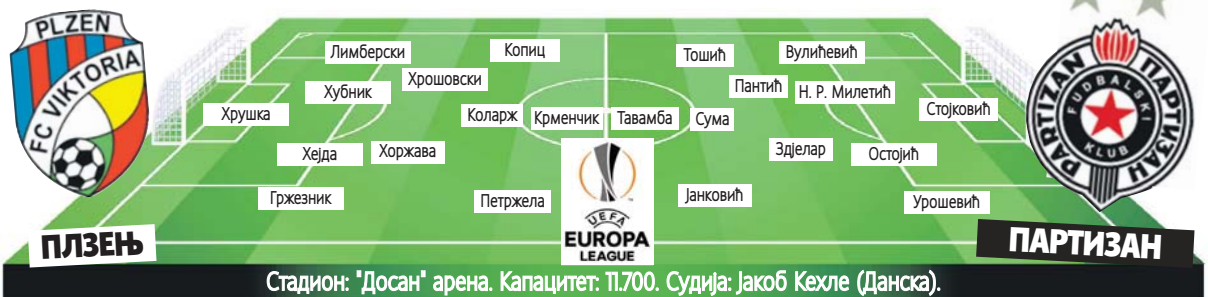 PLZEN
FC VIKTORIA
Лимберски
Копиц
Тошић
Вулићевић
Хрошовски
Пантић
Хубник
Н. Р. Милетић
Хрушка
Коларж
Крменчик
Тавамба
Сума
Стојковић
Хејда
Хоржава
Здјелар
Остојић
Гржезник
Петржела
Јанковић
Урошевић
UEFA
EUROPA
LEAGUE
PARTIZAN ПАРТИЗАН
FUDBALSKI
KLUB
ПЛЗЕЊ
ПАРТИЗАН
Стадион: "Досан" арена. Капацитет: 11.700. Судија: Јакоб Кехле (Данска).